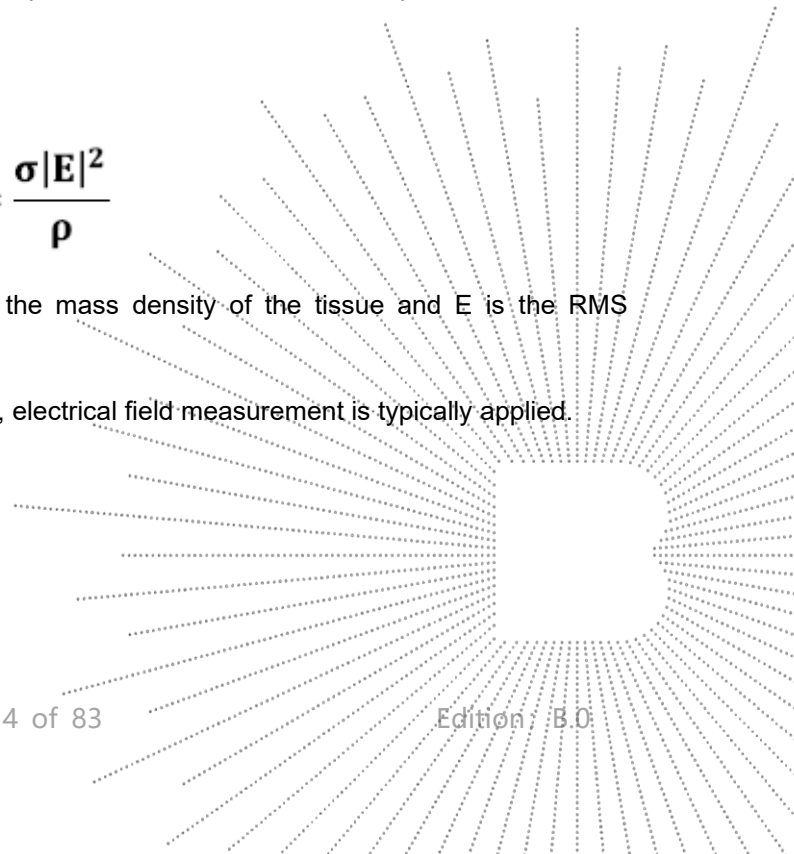 σ|E|²
ρ
the mass density of the tissue and E is the RMS
, electrical field measurement is typically applied.
4 of 83 Edition: B.0